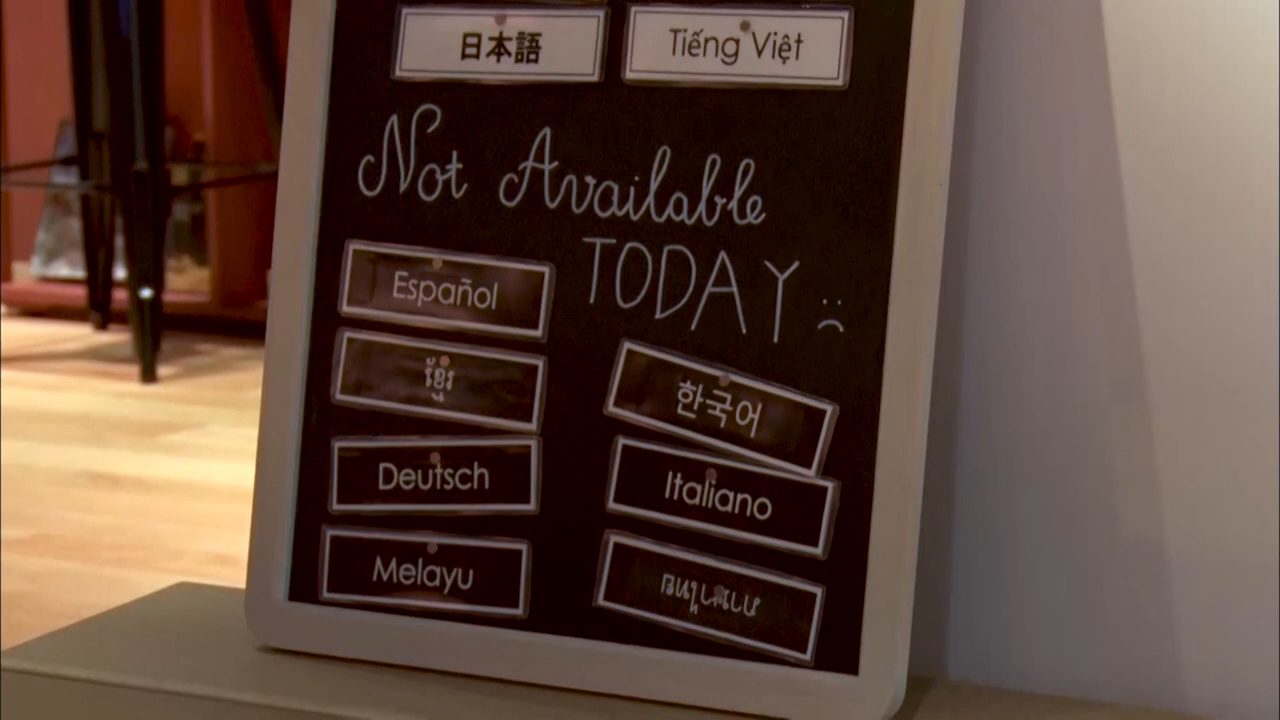 日本語
Tiếng Việt
Not Available
TODAY :(
Español
ខ្មែរ
한국어
Deutsch
Italiano
Melayu